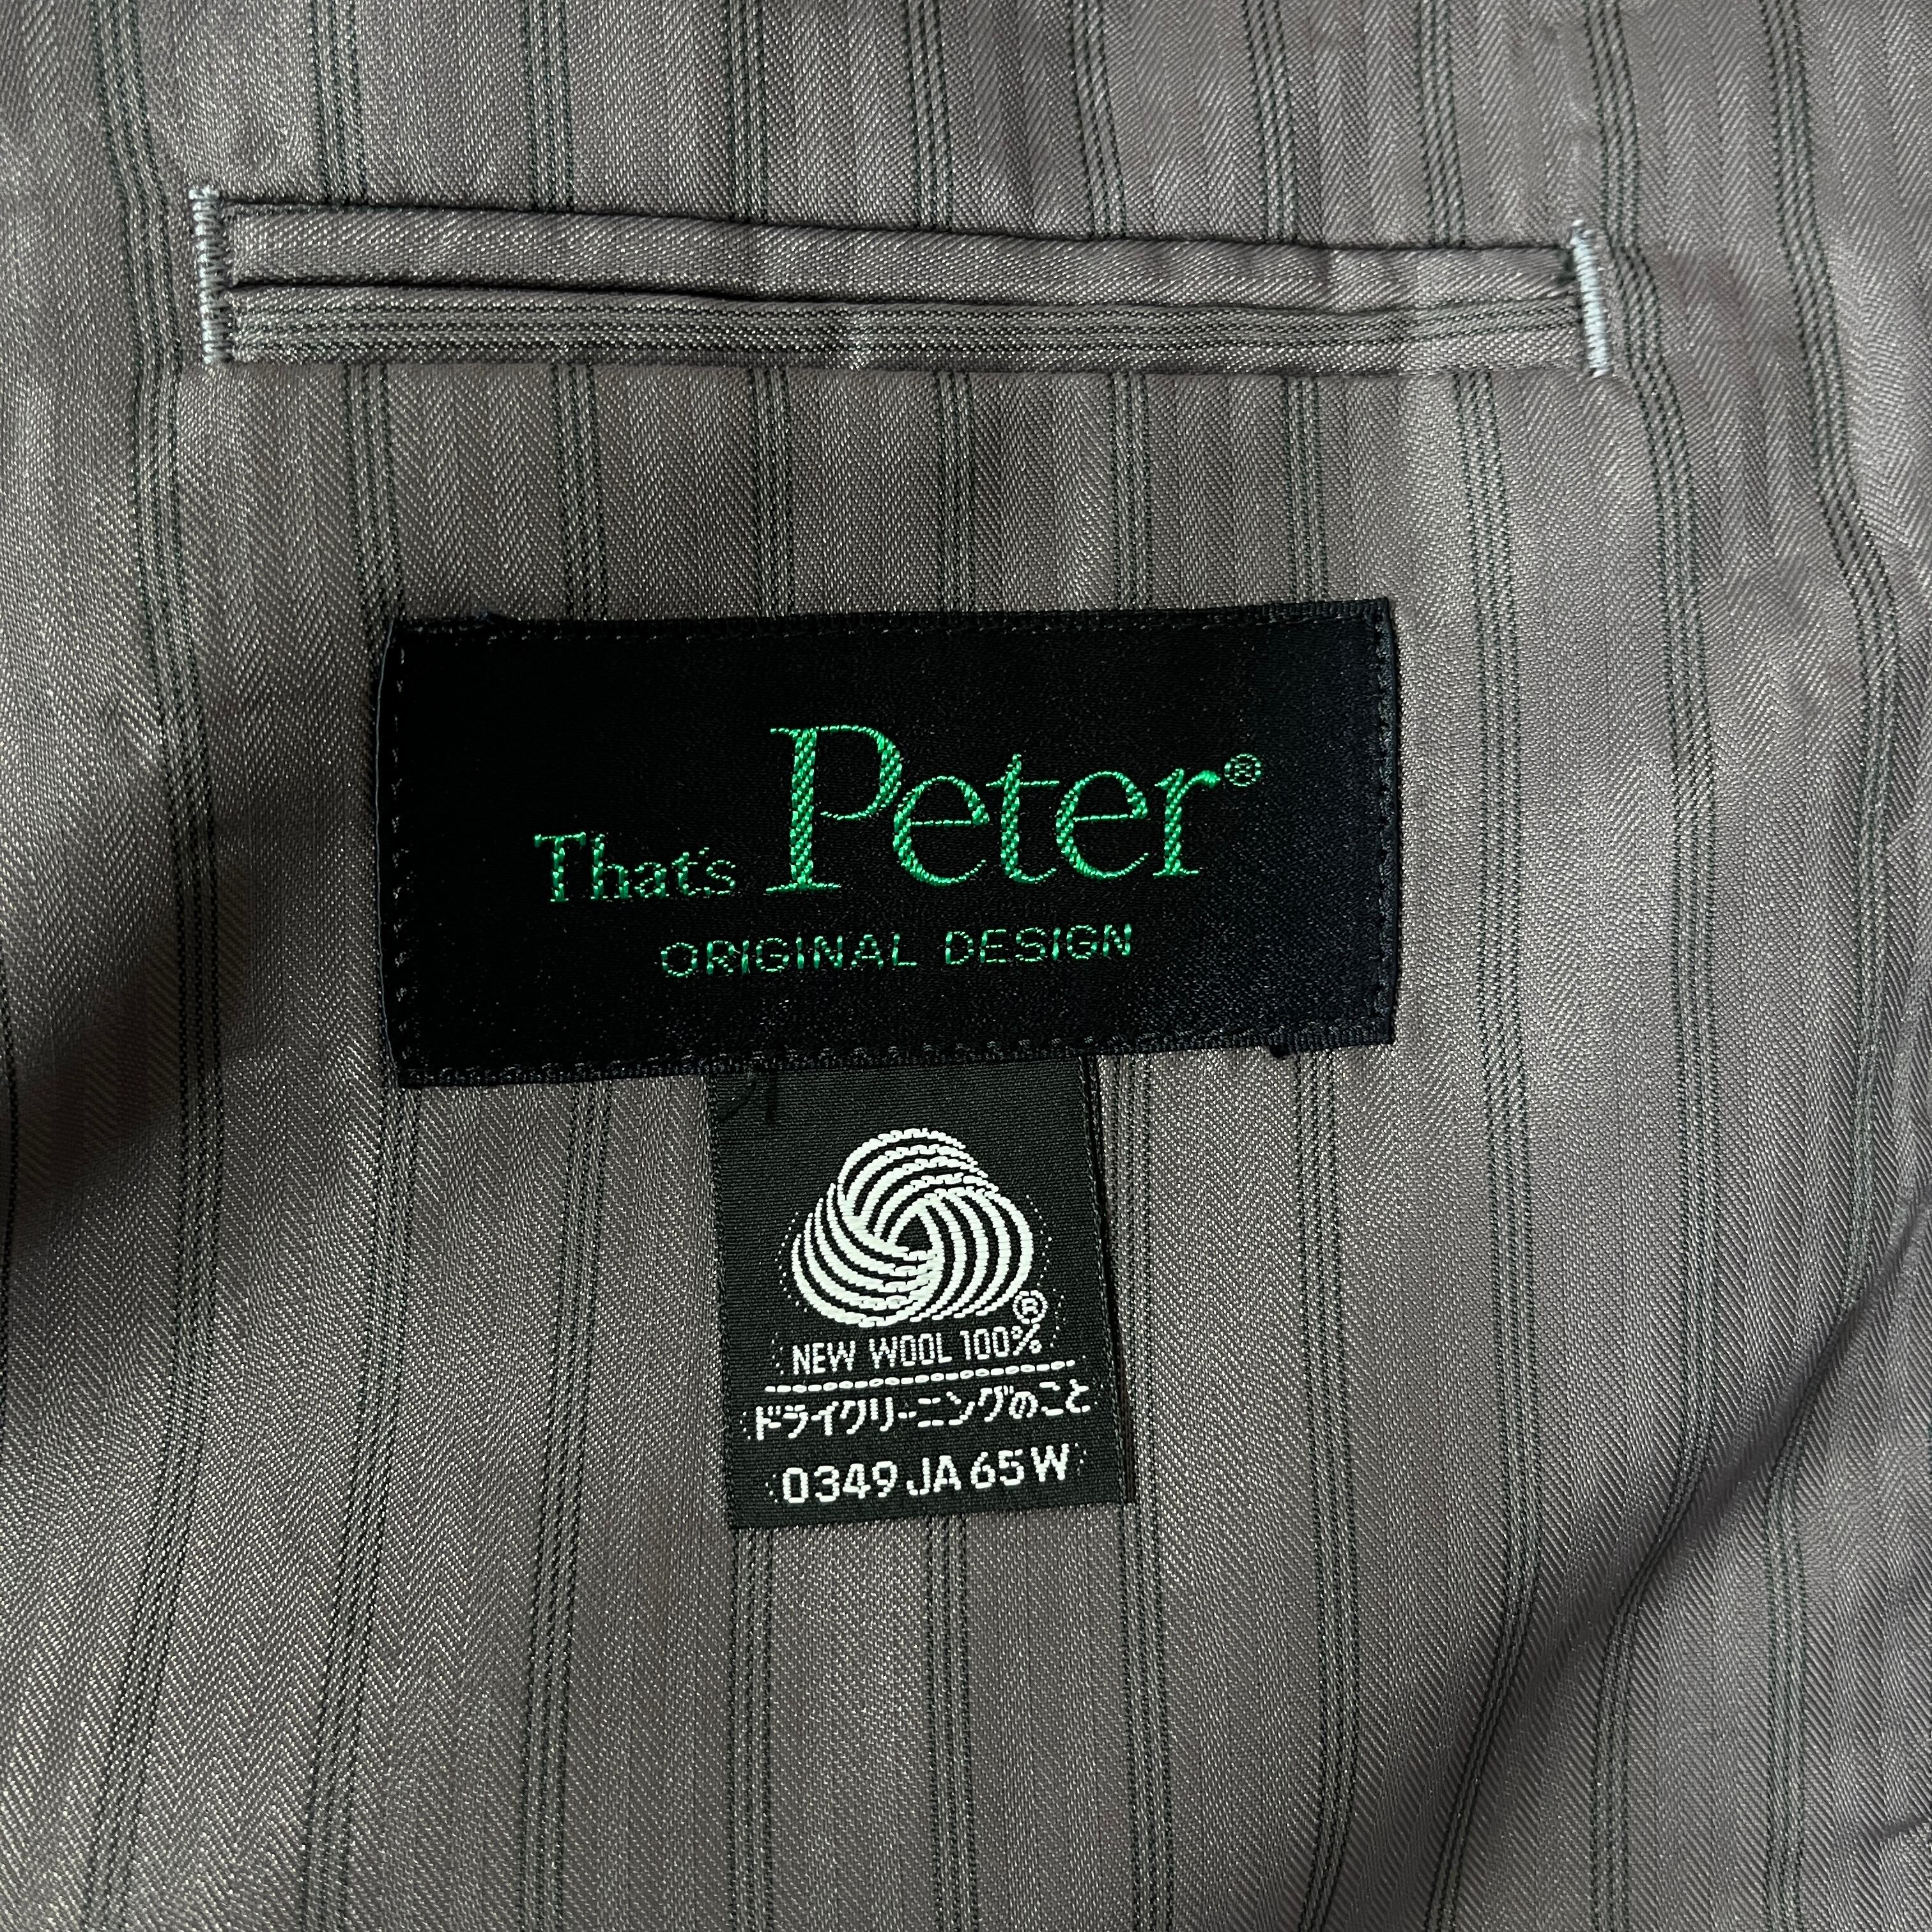 That's Peter®
ORIGINAL DESIGN
®
NEW WOOL 100%
ドライクリーニングのこと
0349 JA 65 W